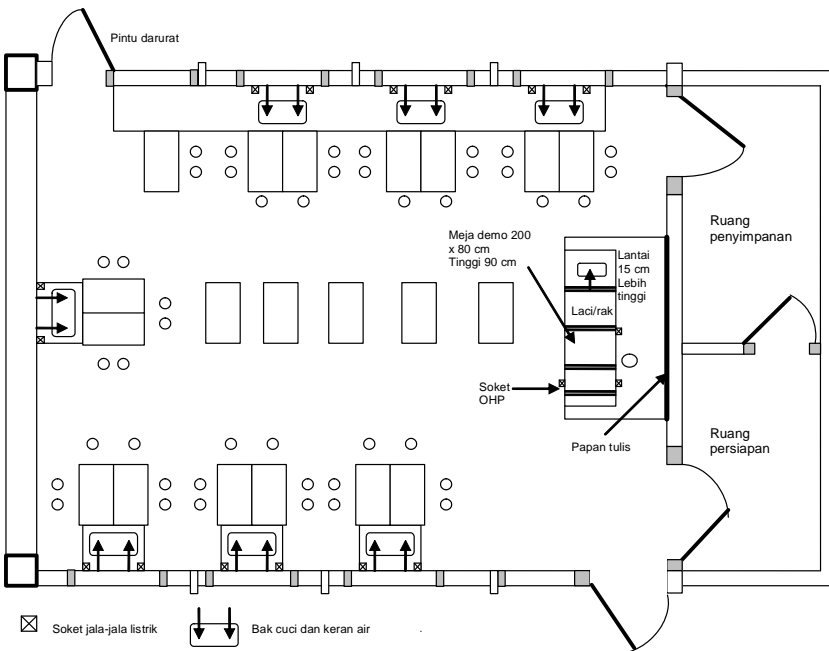 Pintu darurat
Meja demo 200
x 80 cm
Tinggi 90 cm
Lantai
15 cm
Lebih
tinggi
Laci/rak
Ruang
penyimpanan
Soket
OHP
Papan tulis
Ruang
persiapan
Soket jala-jala listrik
Bak cuci dan keran air
.